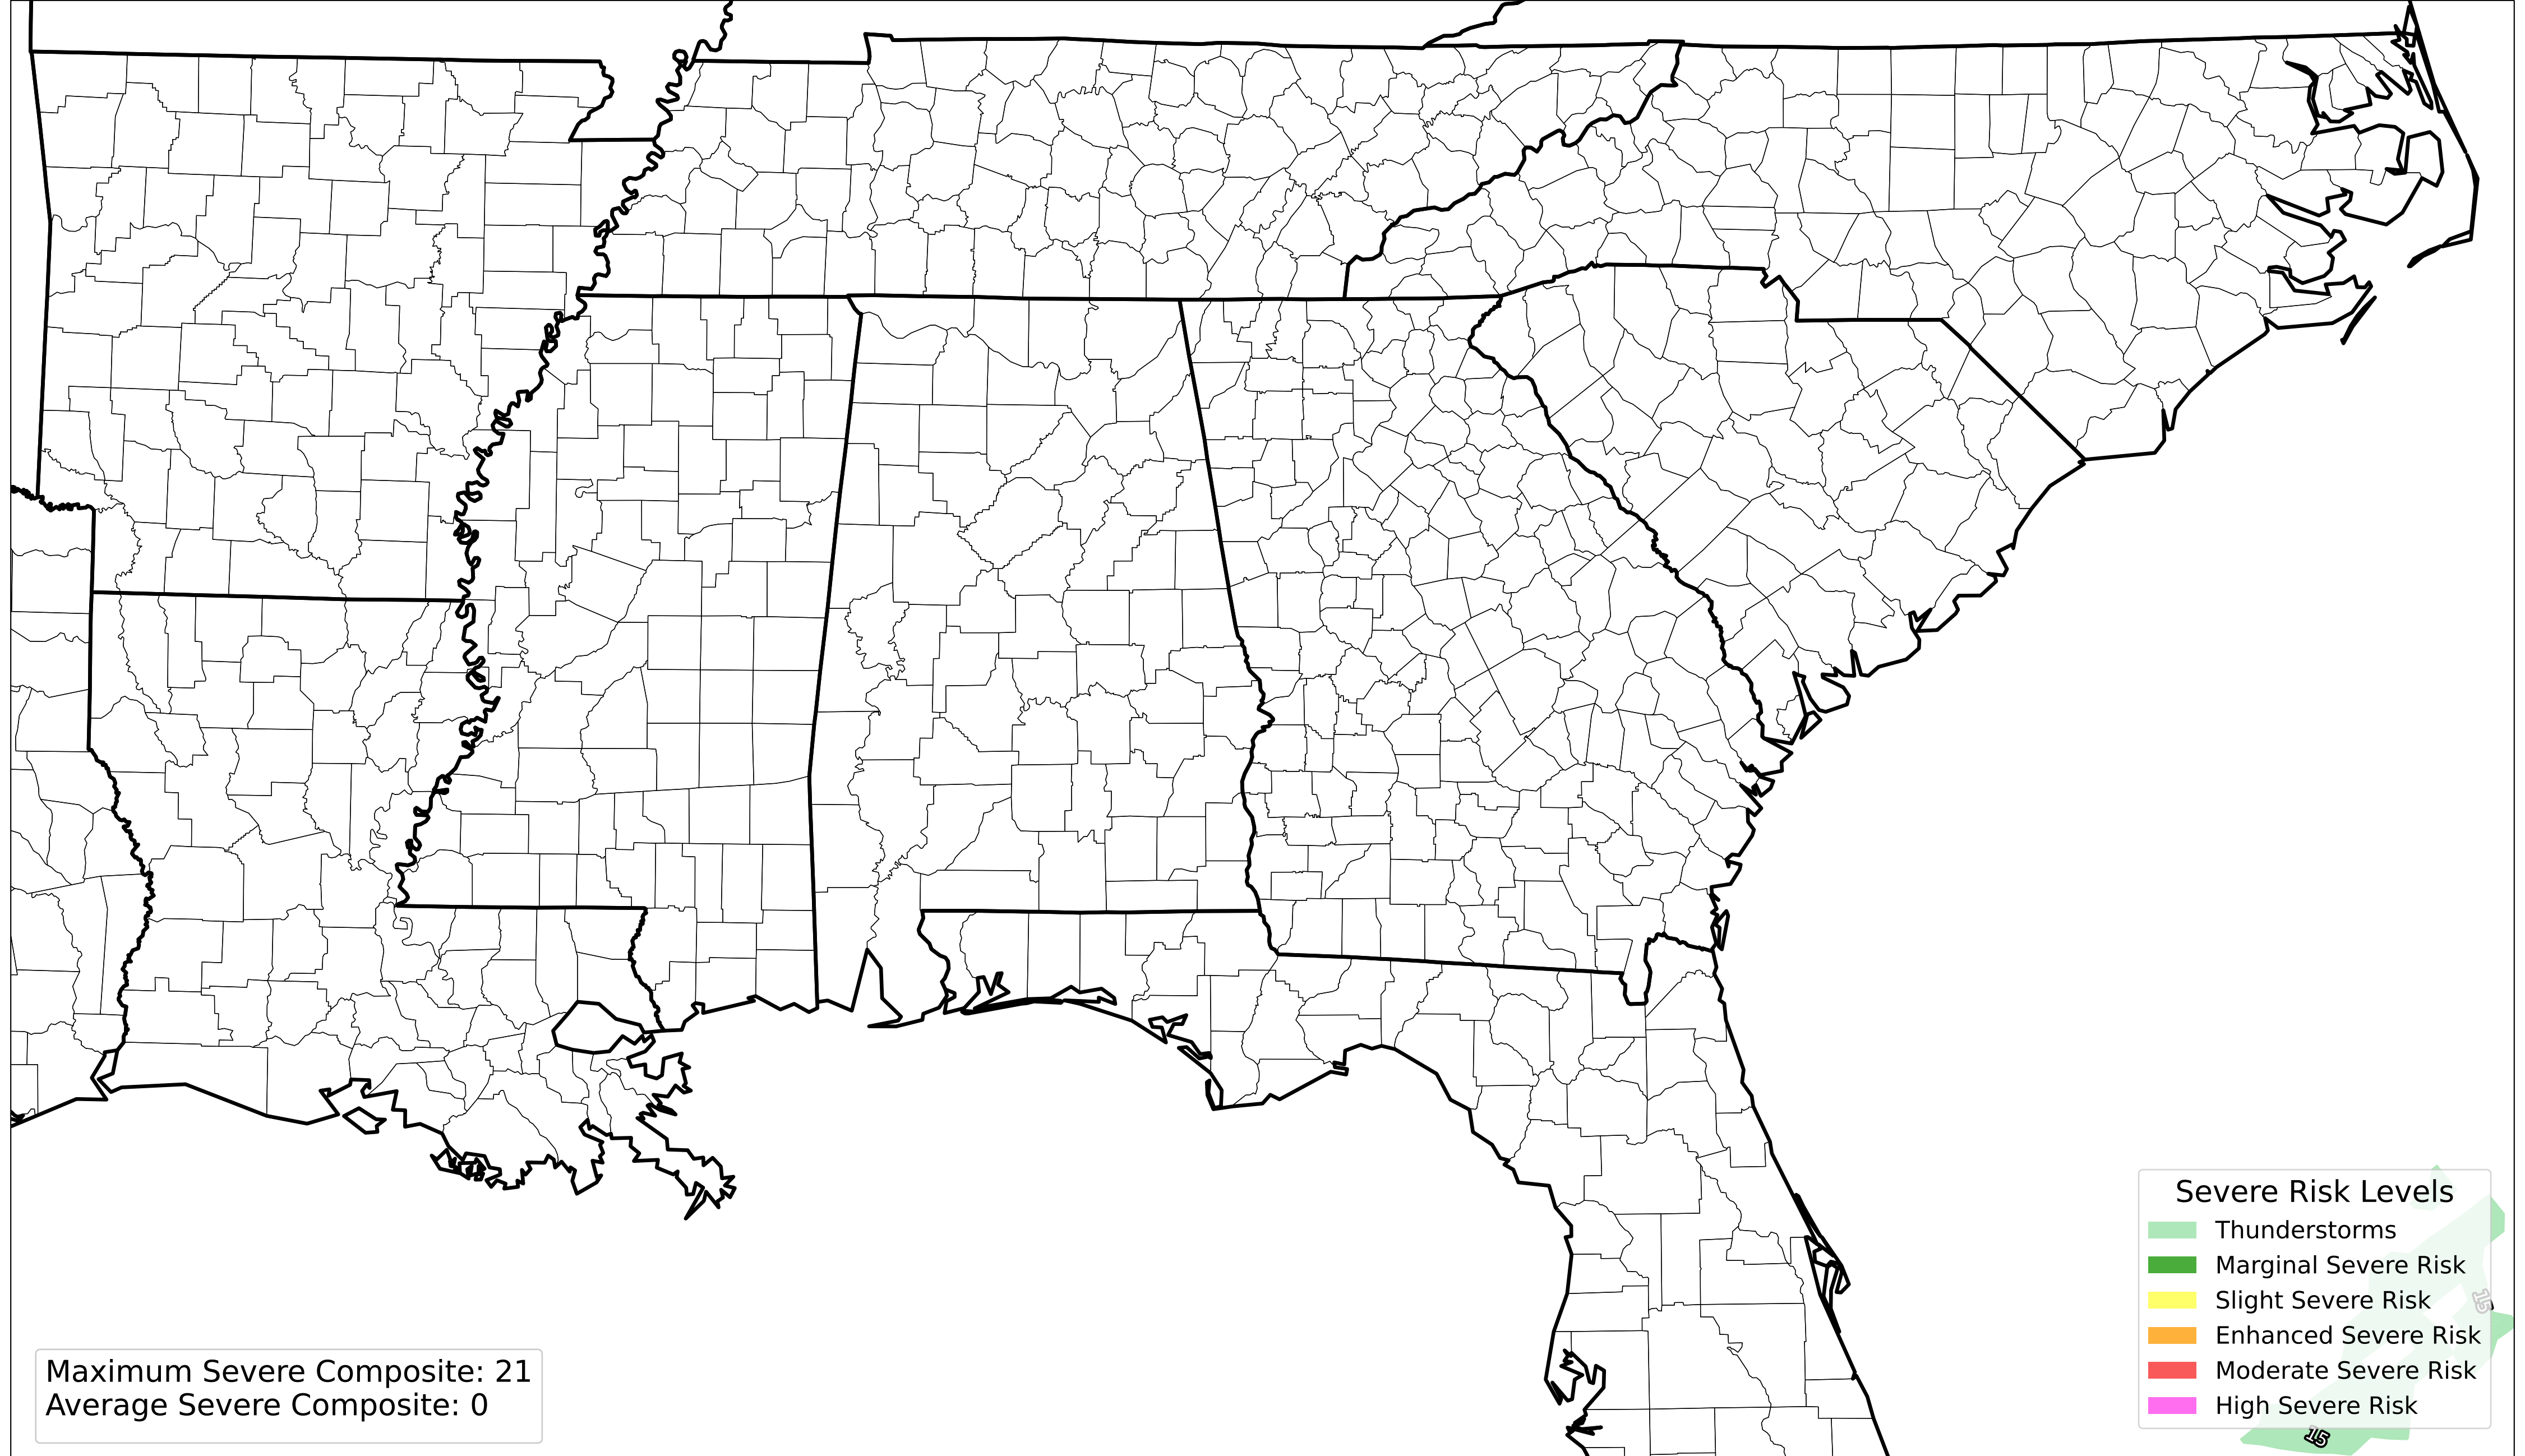 Severe Risk Levels
Thunderstorms
Marginal Severe Risk
Slight Severe Risk
15
Enhanced Severe Risk
Moderate Severe Risk
High Severe Risk
15
Maximum Severe Composite: 21
Average Severe Composite: 0